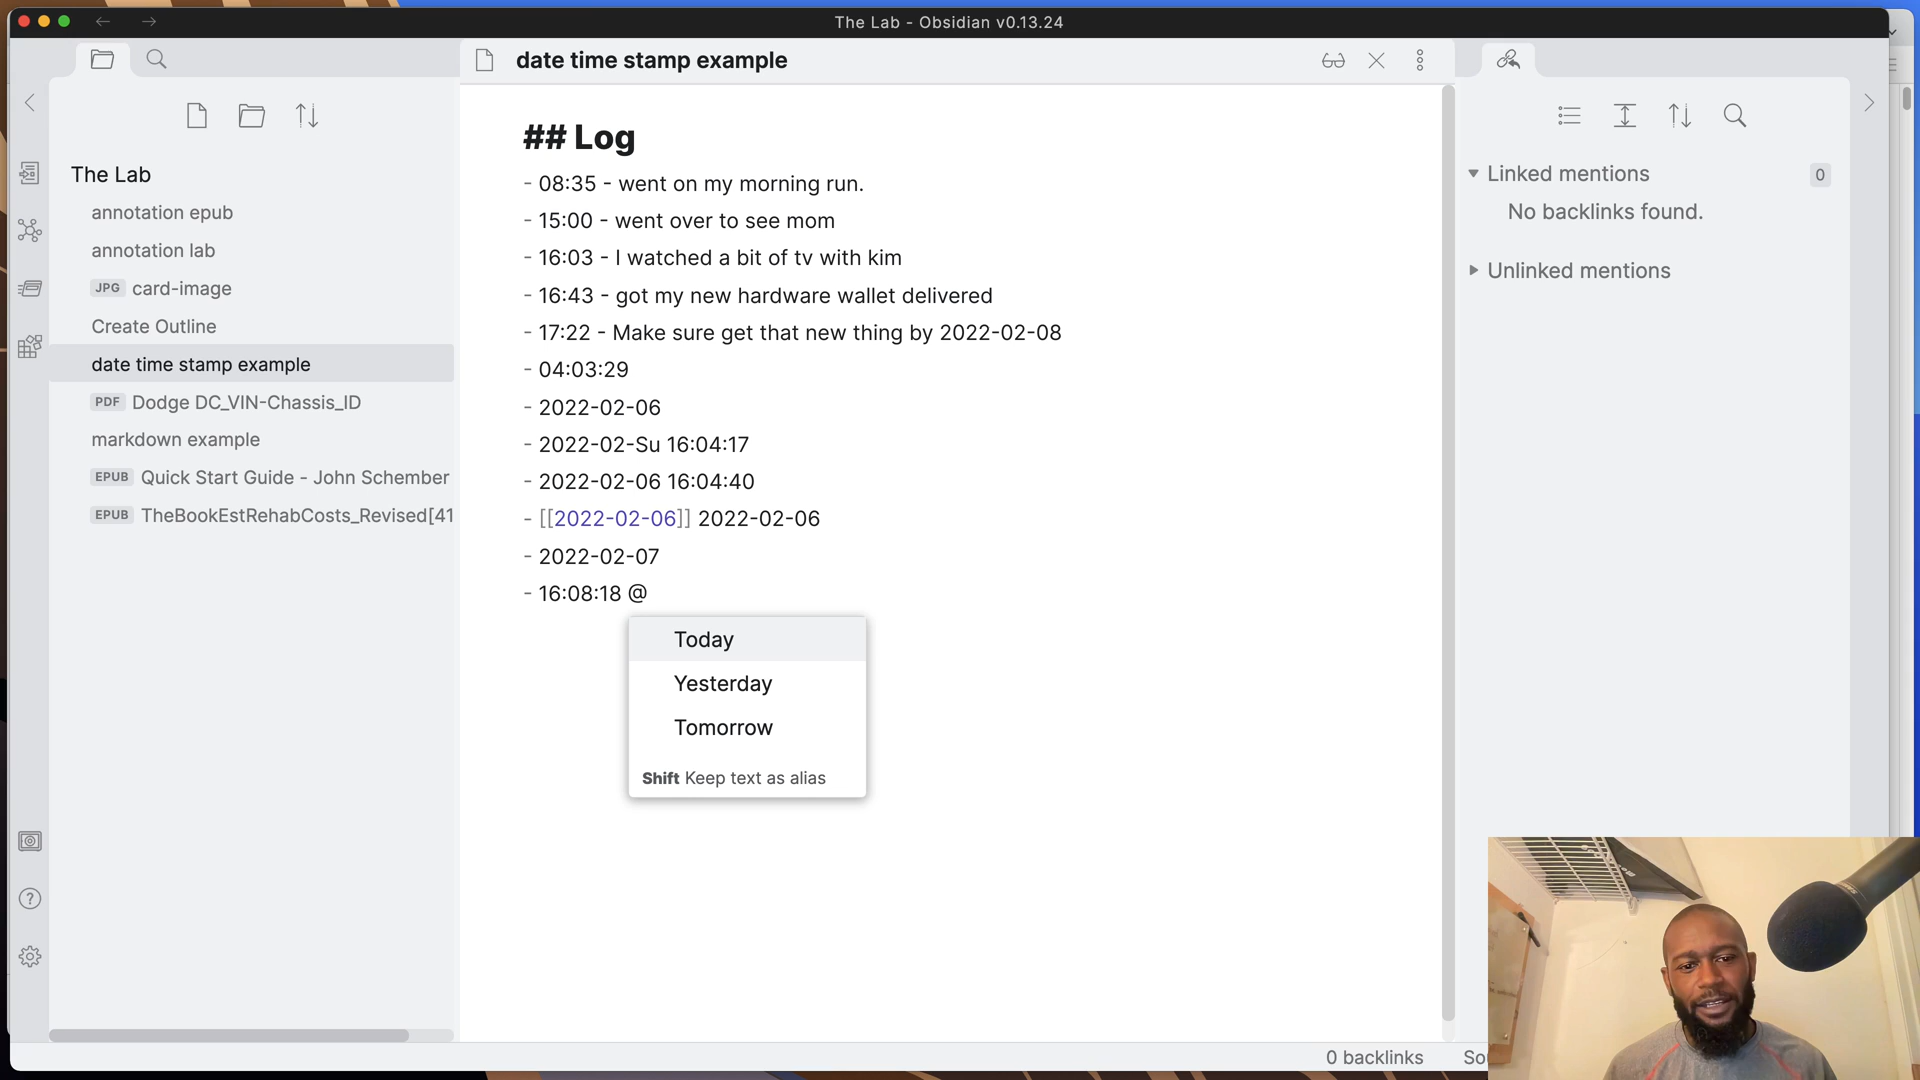 The Lab - Obsidian v0.13.24
date time stamp example
The Lab
annotation epub
annotation lab
JPG card-image
Create Outline
date time stamp example
PDF Dodge DC_VIN-Chassis_ID
markdown example
EPUB Quick Start Guide - John Schember
EPUB TheBookEstRehabCosts_Revised[41
## Log
- 08:35 - went on my morning run.
- 15:00 - went over to see mom
- 16:03 - I watched a bit of tv with kim
- 16:43 - got my new hardware wallet delivered
- 17:22 - Make sure get that new thing by 2022-02-08
- 04:03:29
- 2022-02-06
- 2022-02-Su 16:04:17
- 2022-02-06 16:04:40
- [[2022-02-06]] 2022-02-06
- 2022-02-07
- 16:08:18 @
Today
Yesterday
Tomorrow
Shift Keep text as alias
Linked mentions 0
No backlinks found.
Unlinked mentions
0 backlinks